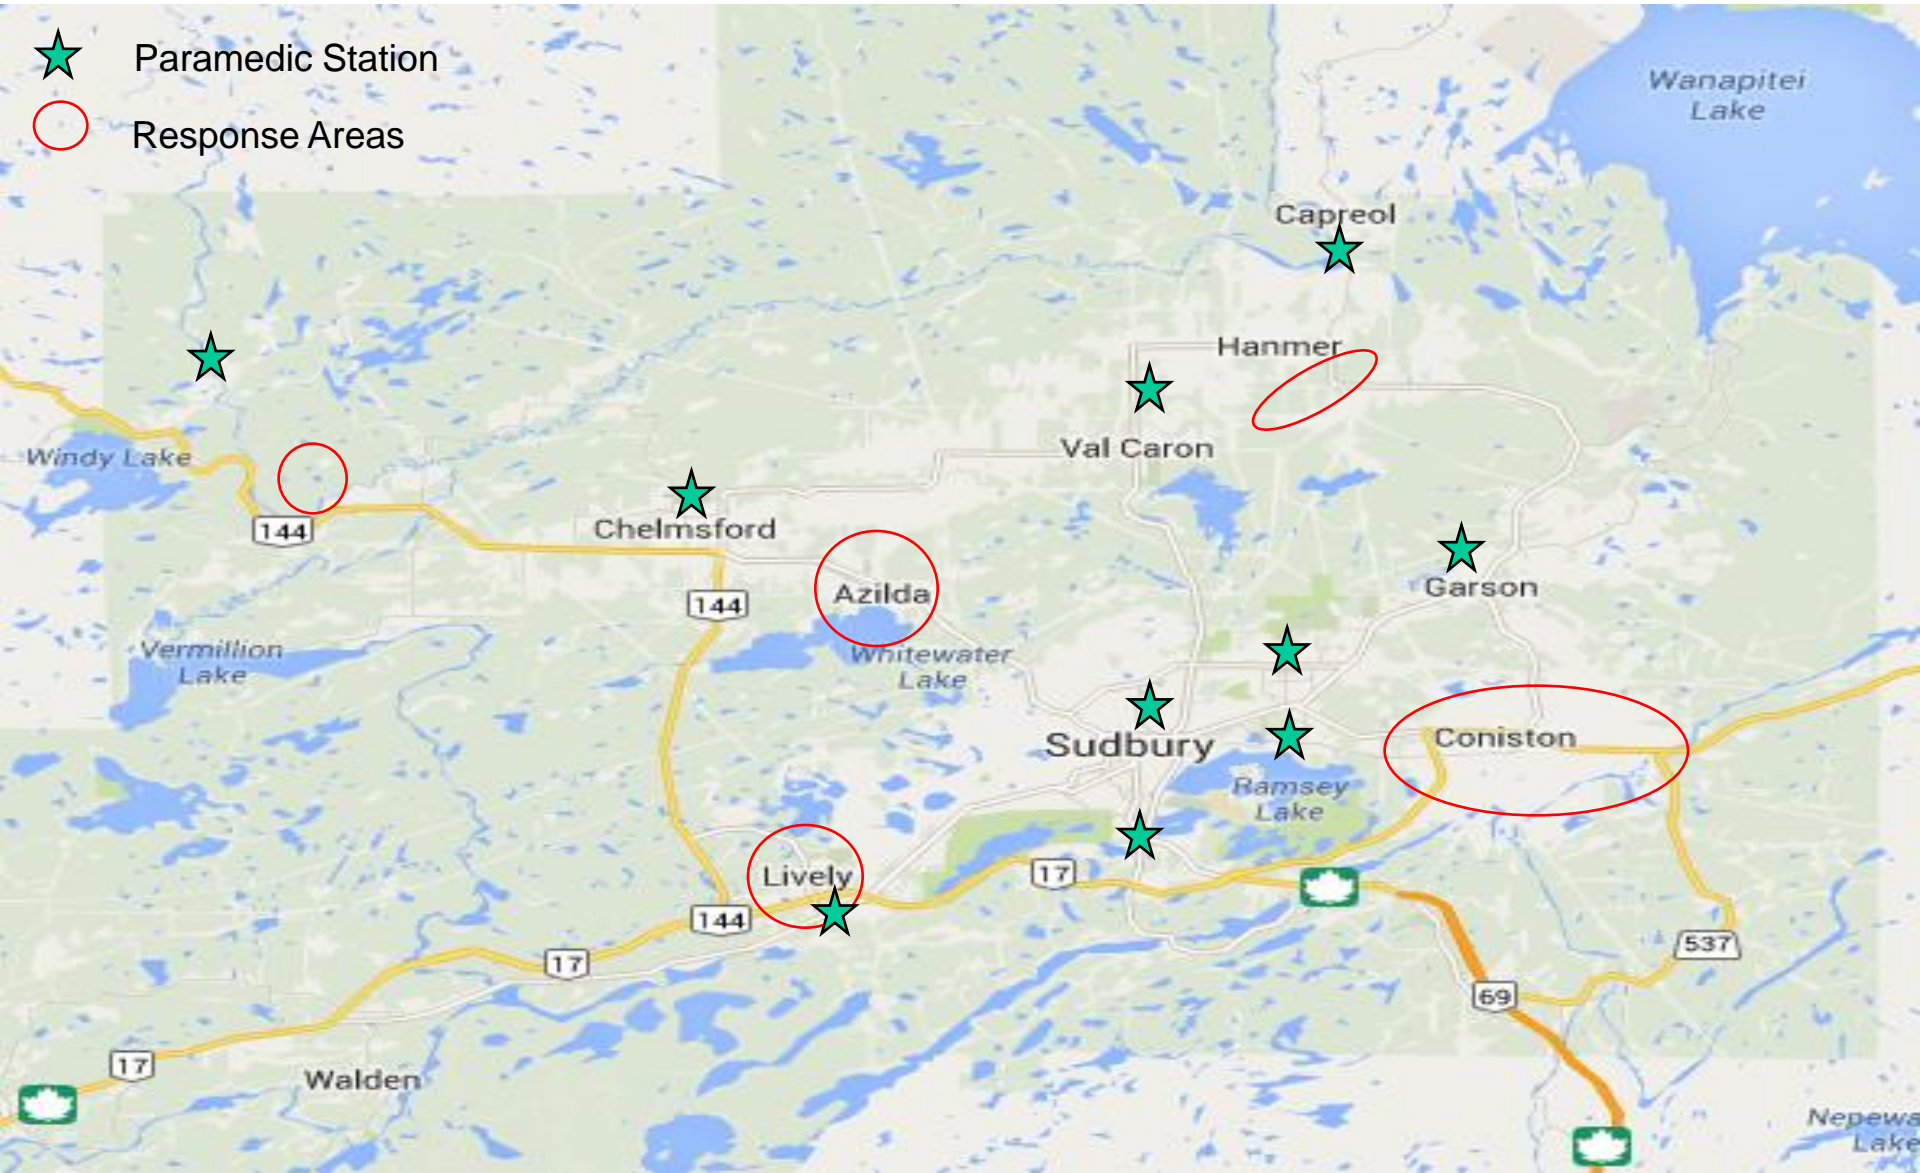 Paramedic Station
Response Areas
Wanapitei
Lake
Capreol
Hanmer
Val Caron
Windy Lake
144
Chelmsford
Garson
Azilda
144
Vermillion
Lake
Whitewater
Lake
Sudbury
Coniston
Ramsey
Lake
Lively
17
144
17
537
69
17
Walden
Nepewa
Lake